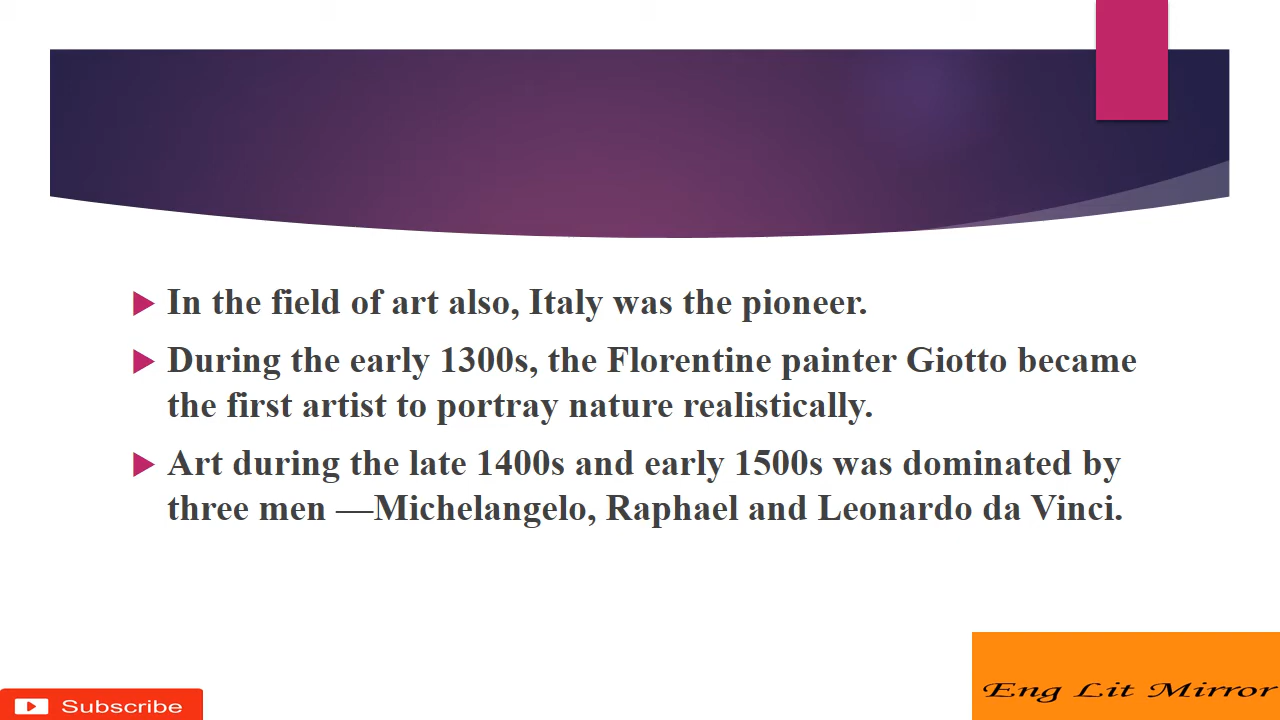 In the field of art also, Italy was the pioneer.
During the early 1300s, the Florentine painter Giotto became
the first artist to portray nature realistically.
Art during the late 1400s and early 1500s was dominated by
three men —Michelangelo, Raphael and Leonardo da Vinci.
Subscribe
Eng Lit Mirror